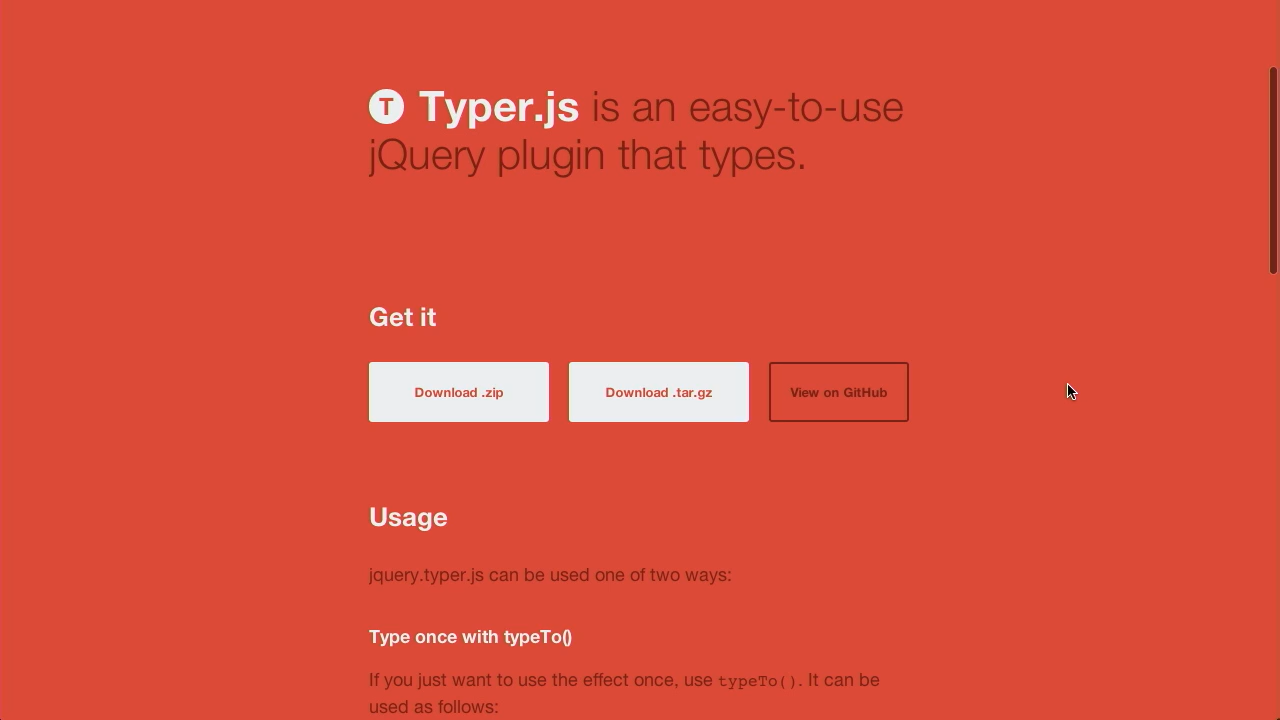 T Typer.js is an easy-to-use
jQuery plugin that types.
Get it
Download .zip
Download .tar.gz
View on GitHub
Usage
jquery.typer.js can be used one of two ways:
Type once with typeTo()
If you just want to use the effect once, use typeTo(). It can be
used as follows: